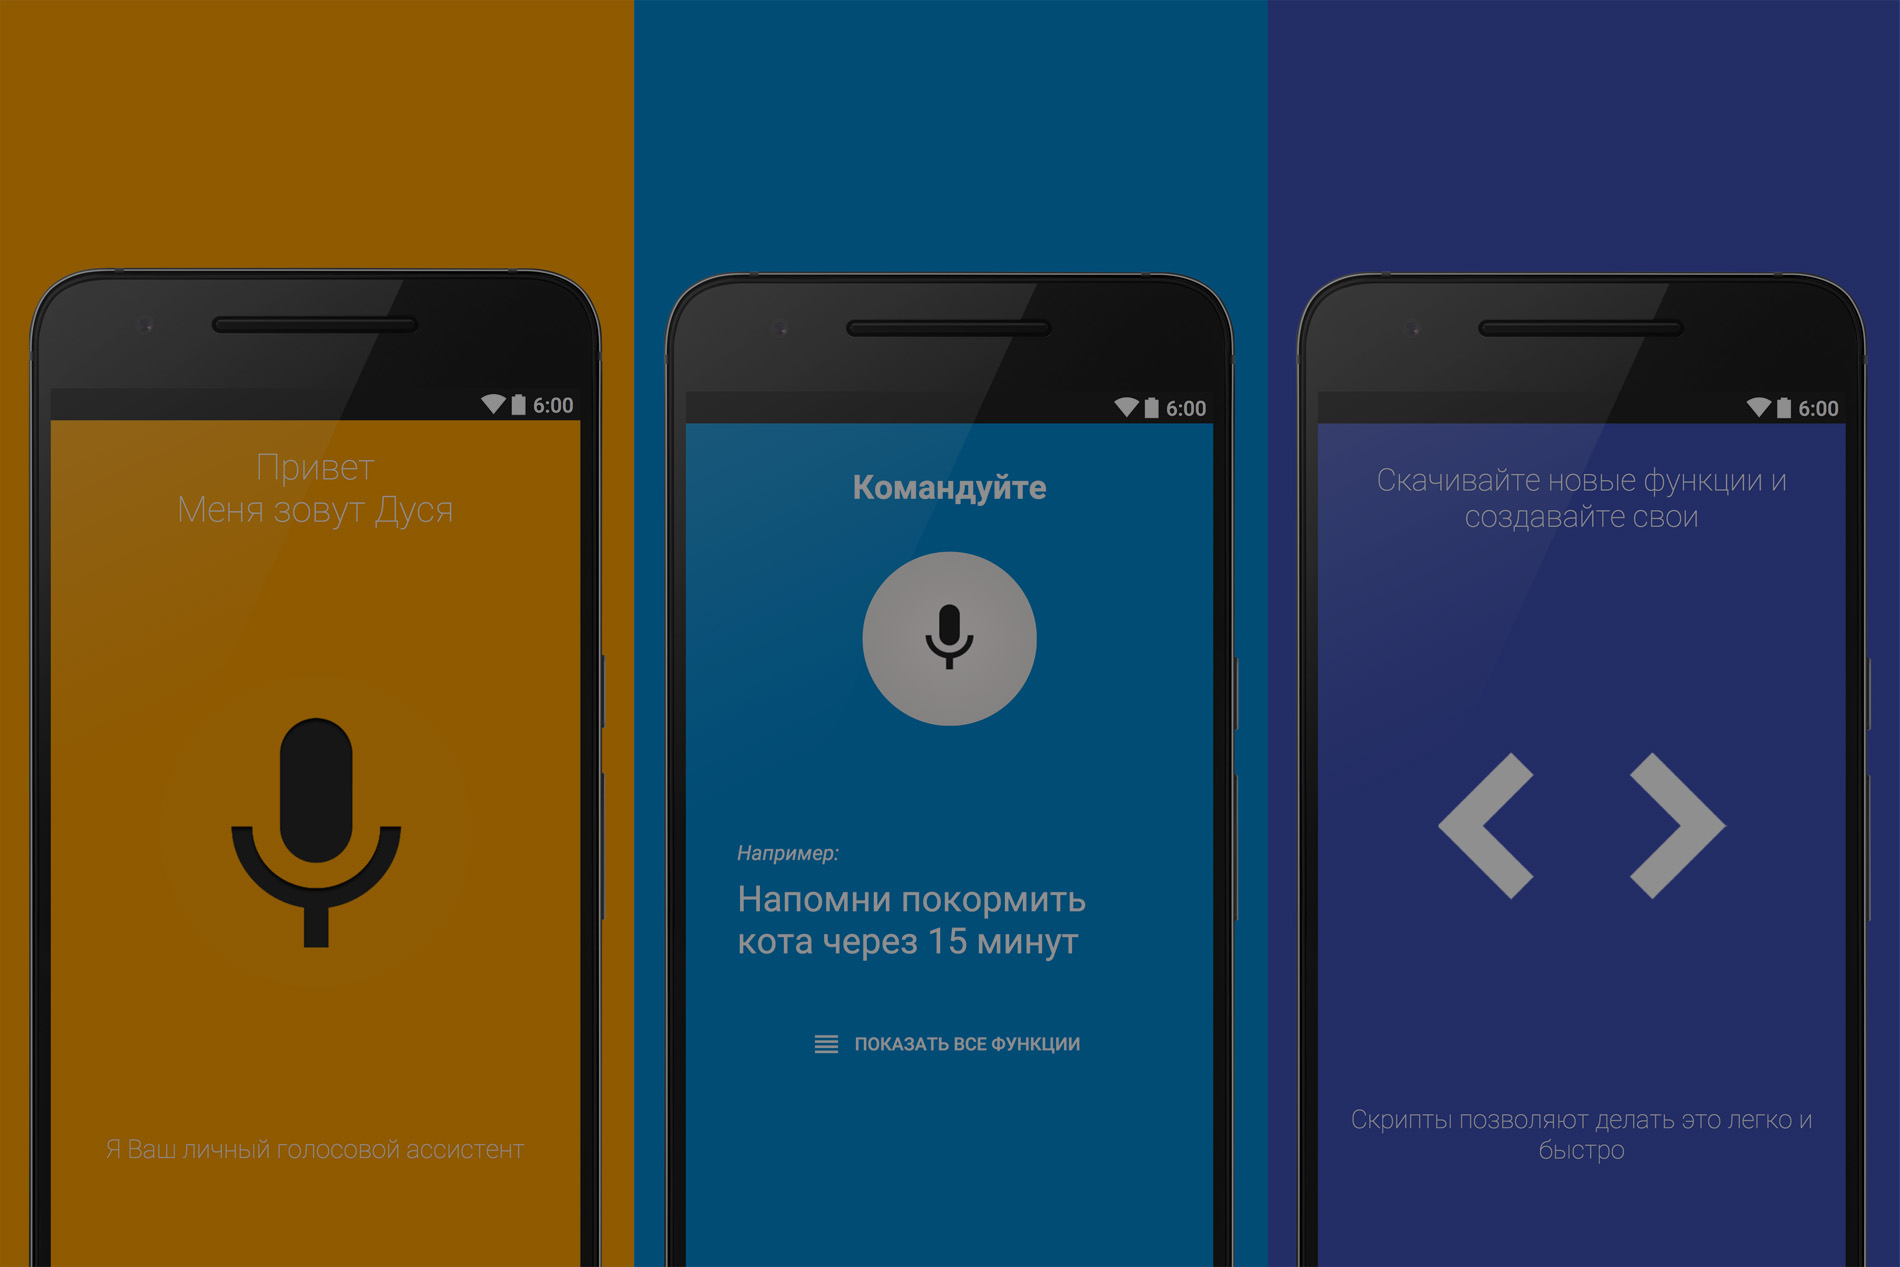 6:00
Привет
Меня зовут Дуся
Я Ваш личный голосовой ассистент
6:00
Командуйте
Например:
Напомни покормить
кота через 15 минут
ПОКАЗАТЬ ВСЕ ФУНКЦИИ
6:00
Скачивайте новые функции и
создавайте свои
Скрипты позволяют делать это легко и
быстро